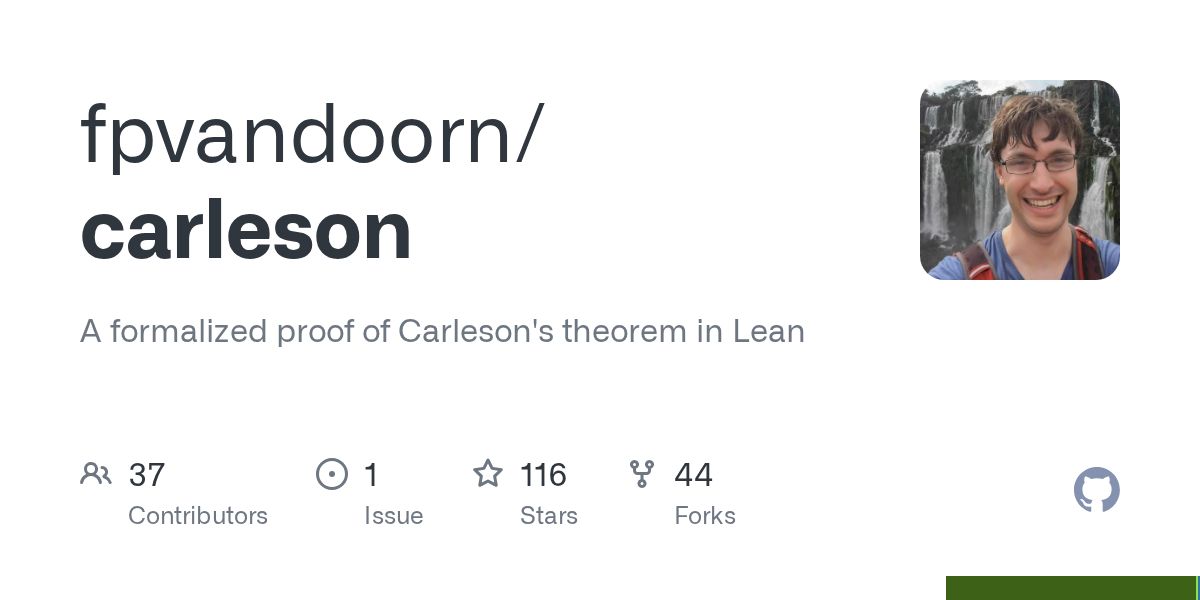 fpvandoorn/
carleson
A formalized proof of Carleson's theorem in Lean
37
Contributors
1
Issue
116
Stars
44
Forks